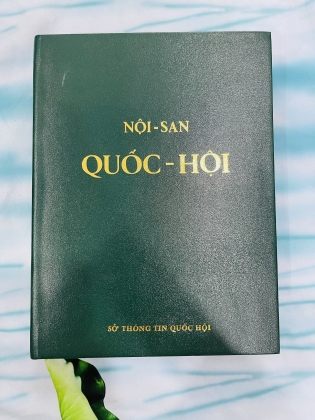 NỘI-SAN
QUỐC-HỘI
SỞ THÔNG TIN QUỐC HỘI